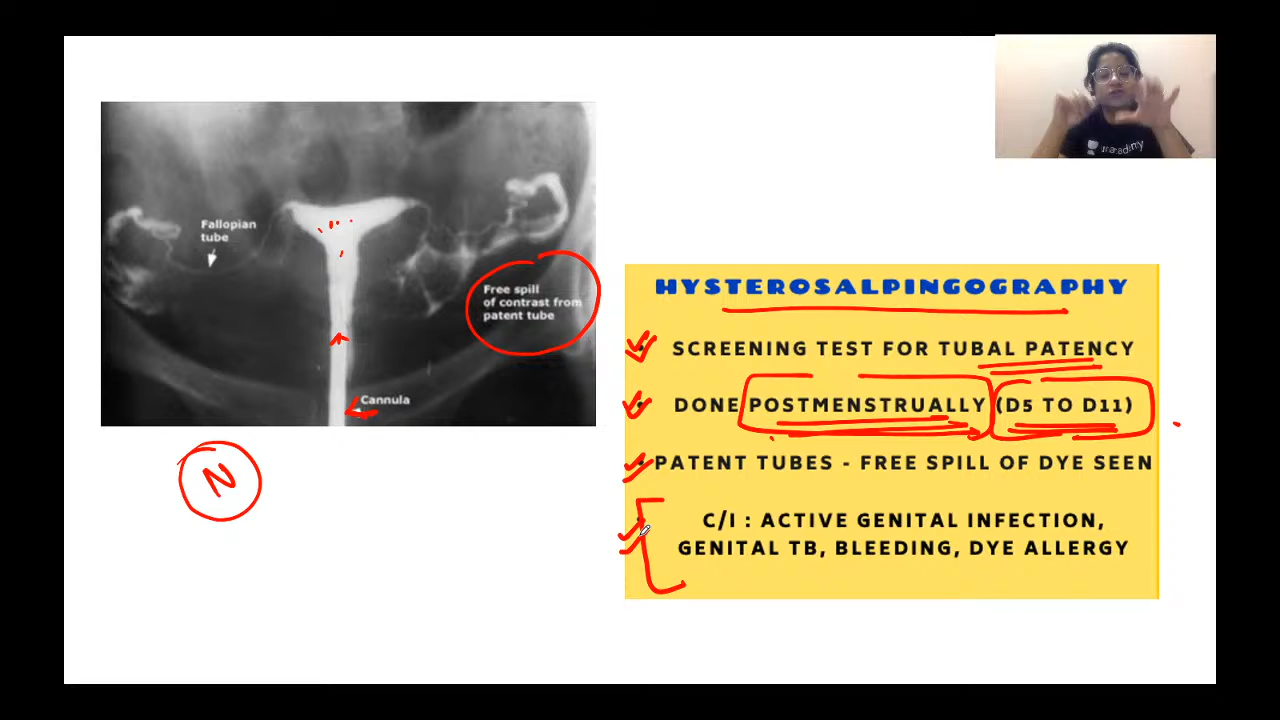 Fallopian
tube
Free spill
of contrast from
patent tube
Cannula
N
HYSTEROSALPINGOGRAPHY
• SCREENING TEST FOR TUBAL PATENCY
• DONE POSTMENSTRUALLY (D5 TO D11)
• PATENT TUBES - FREE SPILL OF DYE SEEN
• C/I : ACTIVE GENITAL INFECTION,
GENITAL TB, BLEEDING, DYE ALLERGY